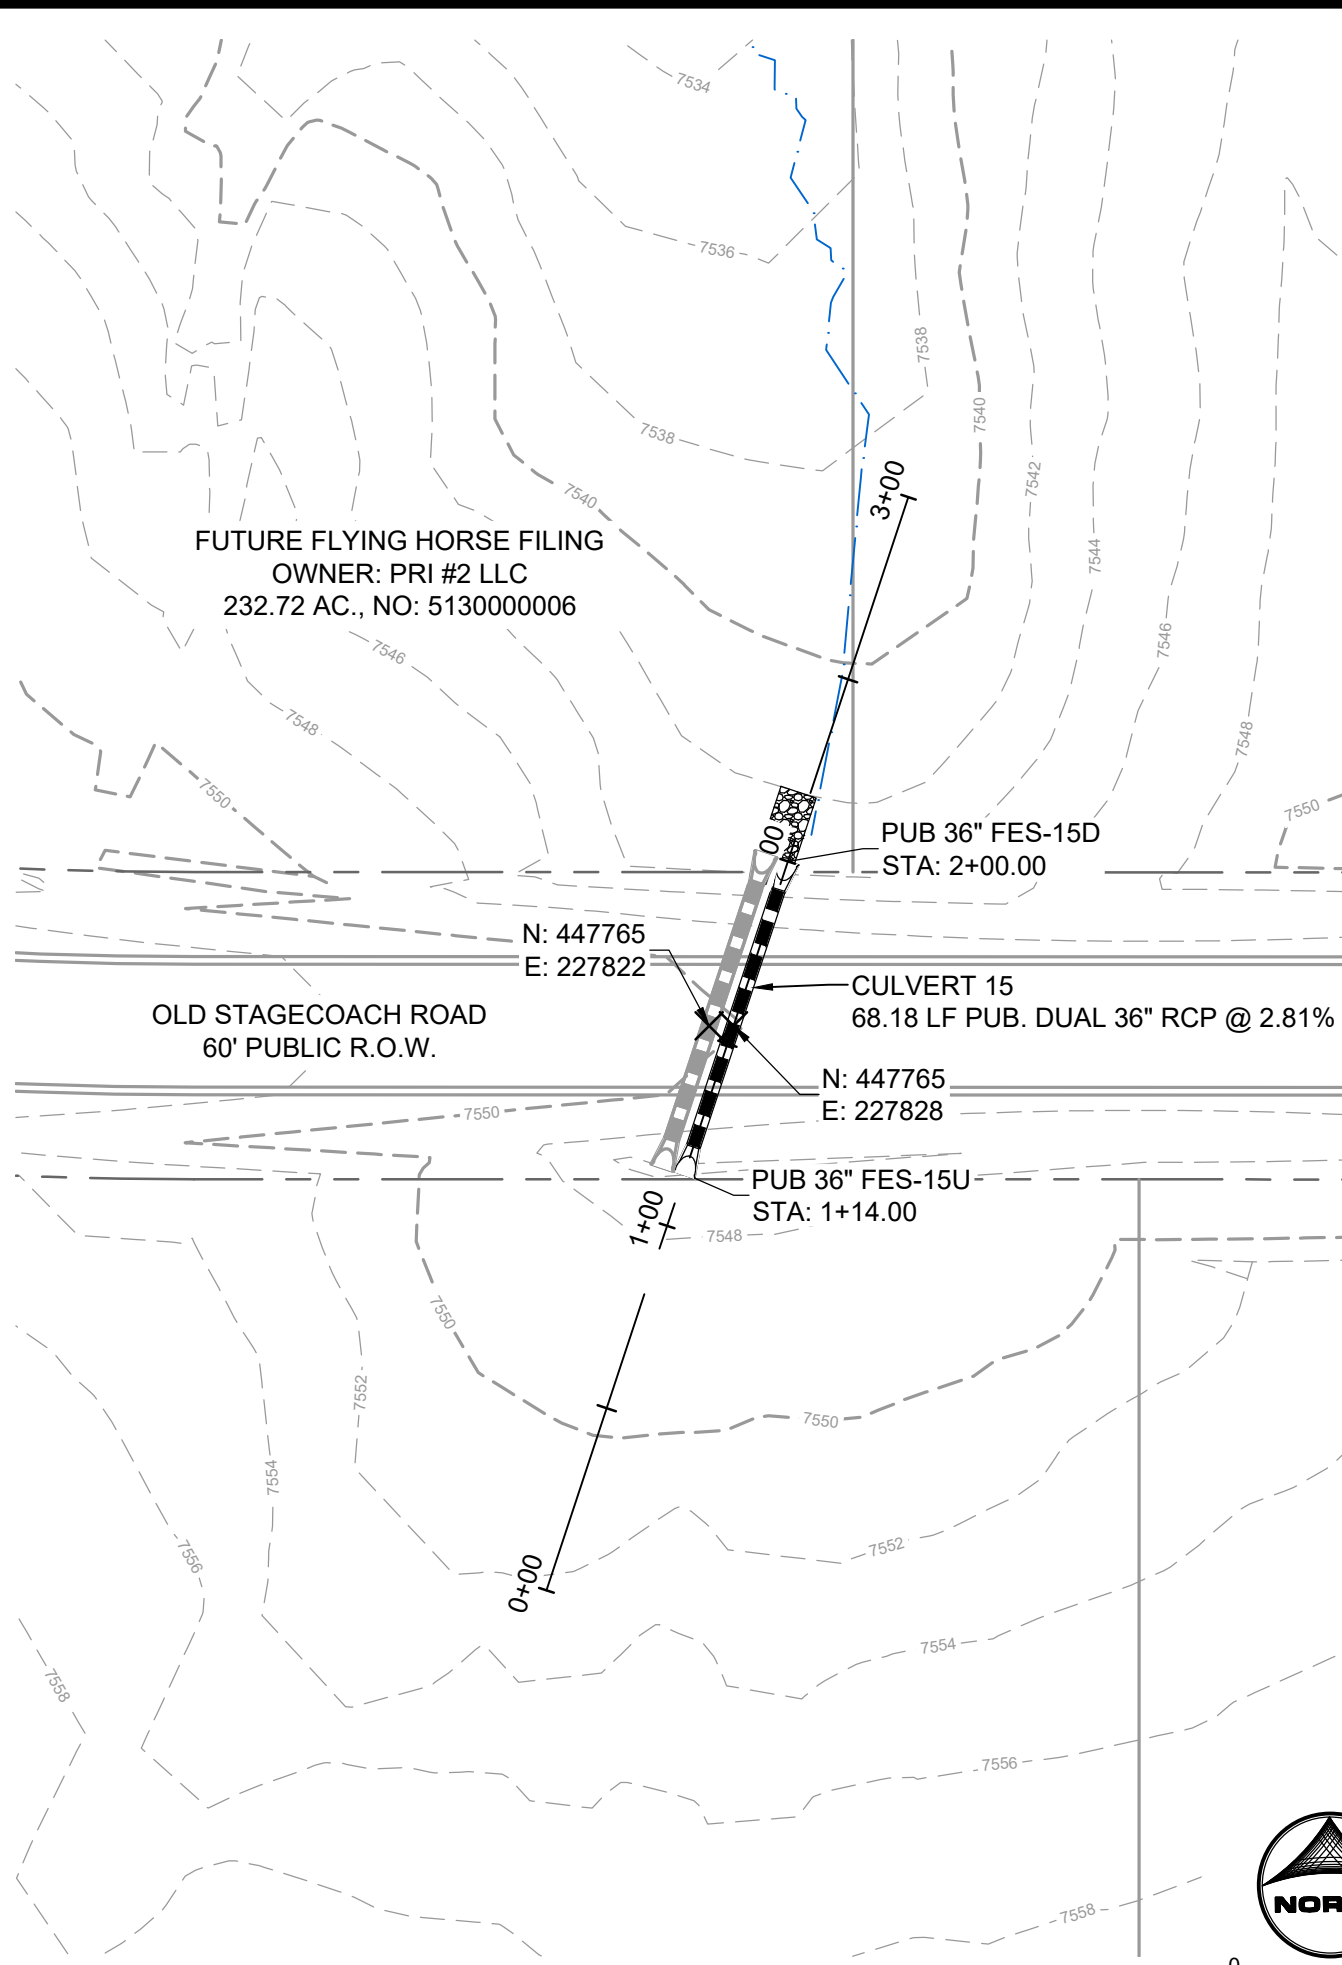 7534
7536
7538
7538
7540
7540
7542
3+00
FUTURE FLYING HORSE FILING
OWNER: PRI #2 LLC
232.72 AC., NO: 5130000006
7544
7546
7546
7548
7548
7550
7550
00
PUB 36" FES-15D
STA: 2+00.00
N: 447765
E: 227822
CULVERT 15
68.18 LF PUB. DUAL 36" RCP @ 2.81%
OLD STAGECOACH ROAD
60' PUBLIC R.O.W.
N: 447765
E: 227828
7550
PUB 36" FES-15U
STA: 1+14.00
1+00
7548
7550
7552
7550
7554
7552
7556
0+00
7554
7558
7556
7558
NOR
0